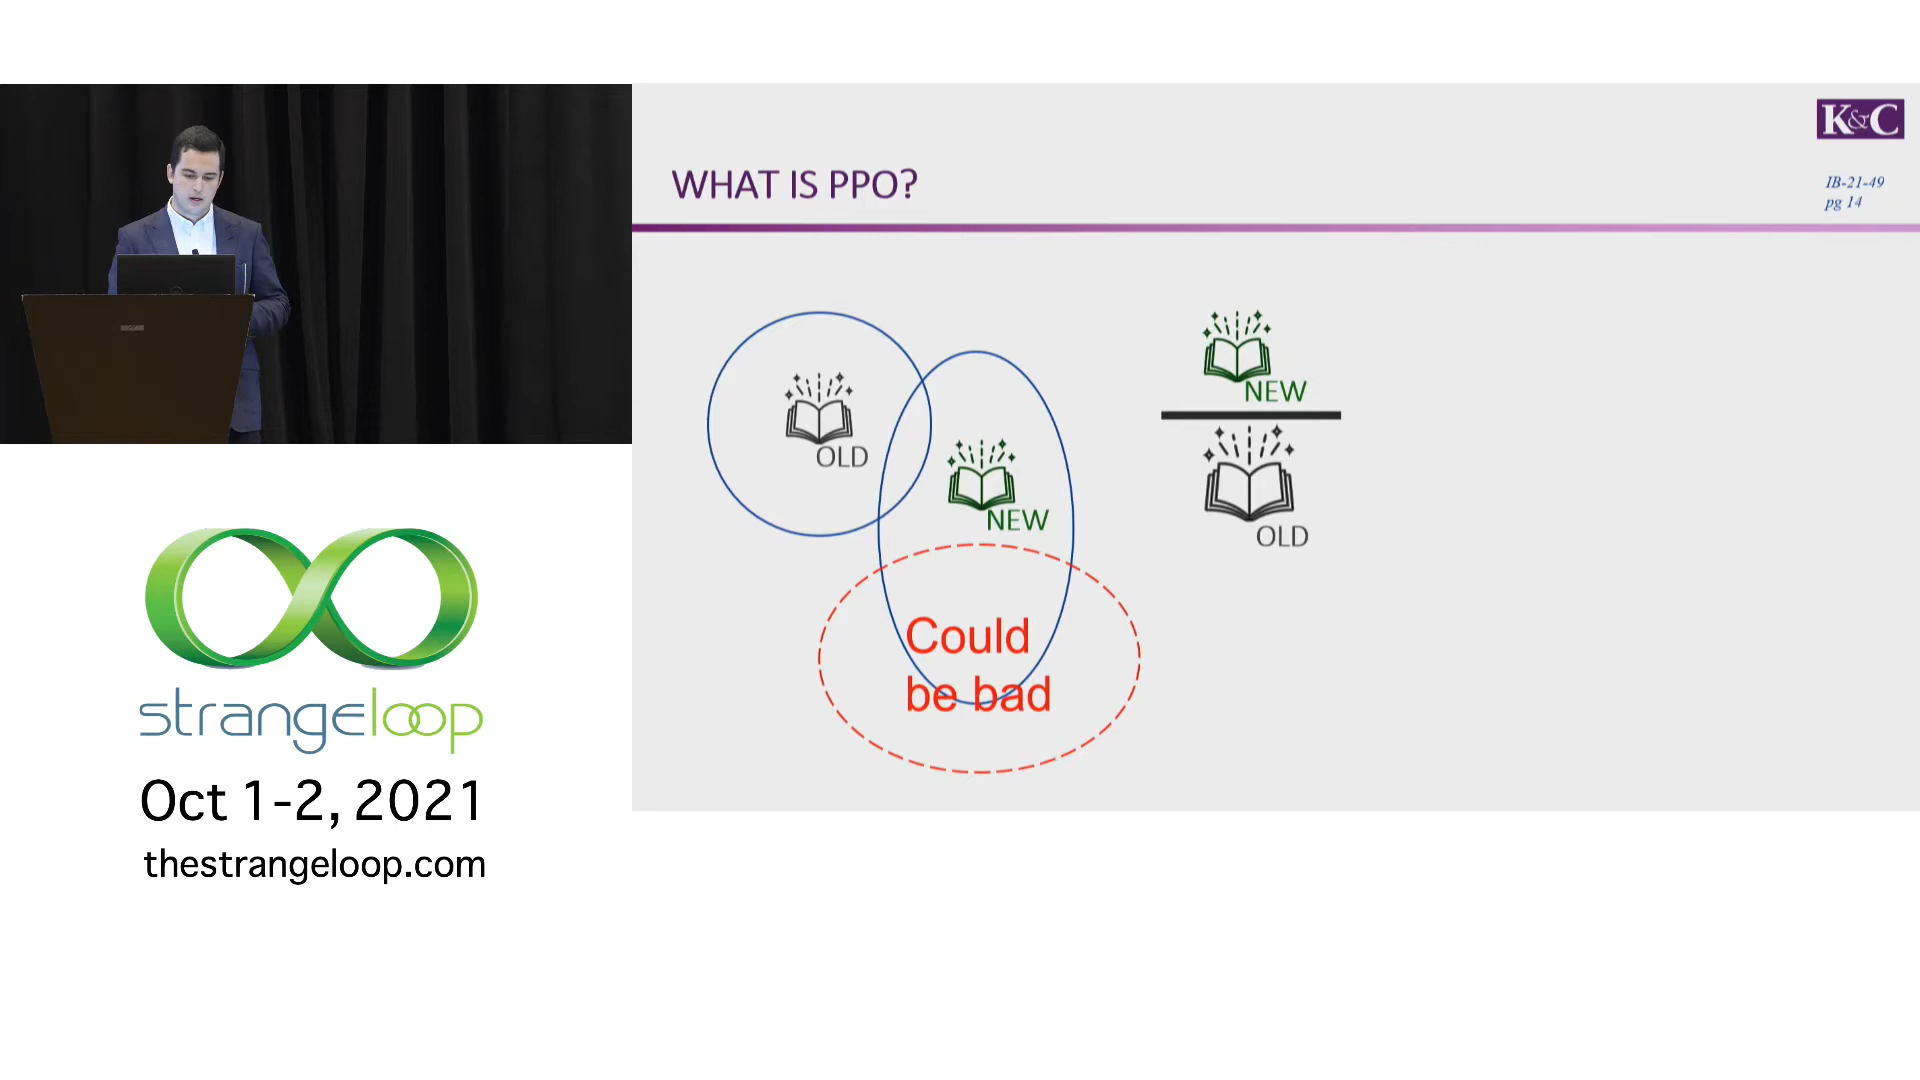 K&C
IB-21-49
pg 14
WHAT IS PPO?
OLD
NEW
Could
be bad
NEW
OLD
strangeloop
Oct 1-2, 2021
thestrangeloop.com